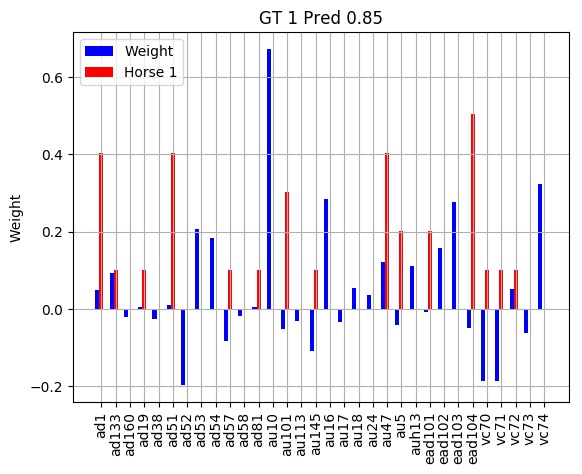 GT 1 Pred 0.85
Weight
Horse 1
Weight
0.6
0.4
0.2
0.0
−0.2
ad1
ad133
ad160
ad19
ad38
ad51
ad52
ad53
ad54
ad57
ad58
ad81
au10
au101
au113
au145
au16
au17
au18
au24
au47
au5
auh13
ead101
ead102
ead103
ead104
vc70
vc71
vc72
vc73
vc74